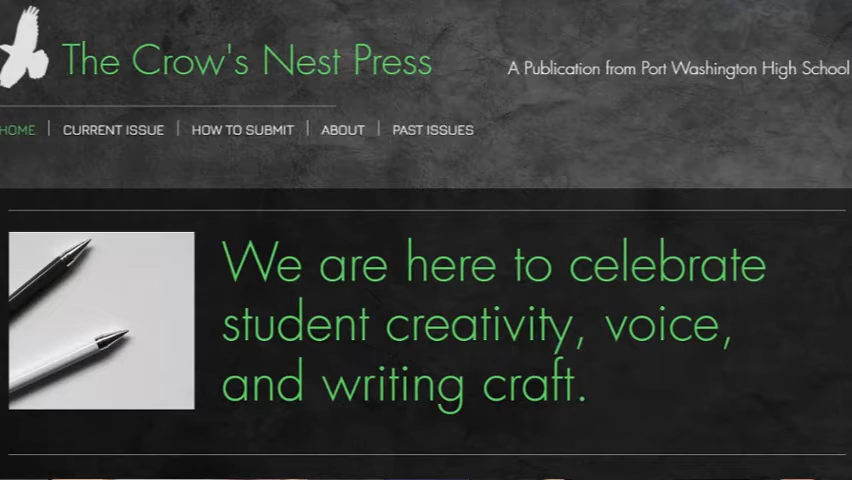 The Crow's Nest Press
A Publication from Port Washington High School
HOME | CURRENT ISSUE | HOW TO SUBMIT | ABOUT | PAST ISSUES
We are here to celebrate
student creativity, voice,
and writing craft.